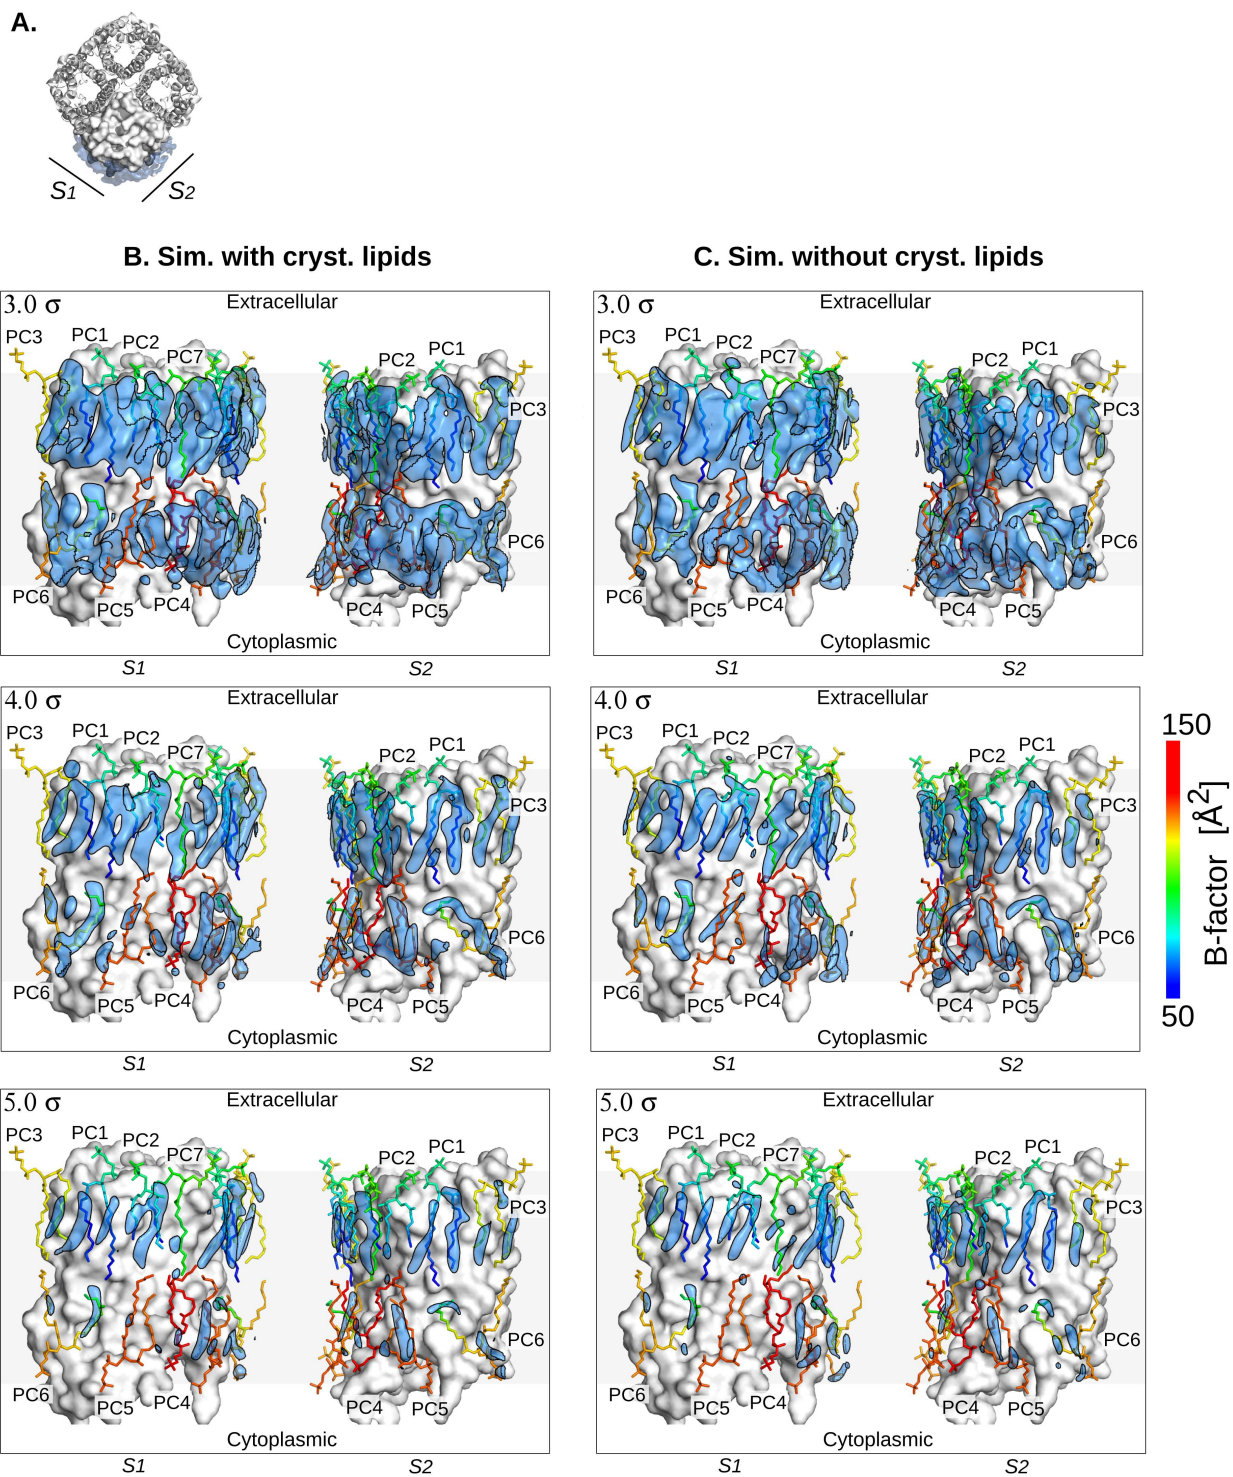 A.
S1 S2
B. Sim. with cryst. lipids
C. Sim. without cryst. lipids
3.0 σ
Extracellular
PC3 PC1 PC2 PC7 PC2 PC1
PC3
PC6
PC6 PC5 PC4 PC4 PC5
Cytoplasmic
S1 S2
3.0 σ
Extracellular
PC3 PC1 PC2 PC7 PC2 PC1
PC3
PC6
PC6 PC5 PC4 PC4 PC5
Cytoplasmic
S1 S2
4.0 σ
Extracellular
PC3 PC1 PC2 PC7 PC2 PC1
PC3
PC6
PC6 PC5 PC4 PC4 PC5
Cytoplasmic
S1 S2
4.0 σ
Extracellular
PC3 PC1 PC2 PC7 PC2 PC1
PC3
PC6
PC6 PC5 PC4 PC4 PC5
Cytoplasmic
S1 S2
150
B-factor [Å²]
50
5.0 σ
Extracellular
PC3 PC1 PC2 PC7 PC2 PC1
PC3
PC6
PC6 PC5 PC4 PC4 PC5
Cytoplasmic
S1 S2
5.0 σ
Extracellular
PC3 PC1 PC2 PC7 PC2 PC1
PC3
PC6
PC6 PC5 PC4 PC4 PC5
Cytoplasmic
S1 S2